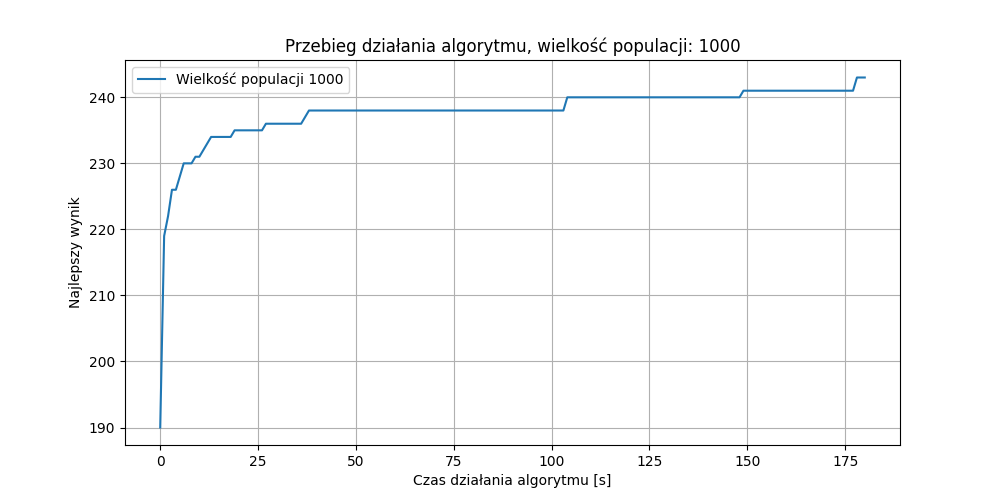 Przebieg działania algorytmu, wielkość populacji: 1000
Wielkość populacji 1000
Najlepszy wynik
240
230
220
210
200
190
0 25 50 75 100 125 150 175
Czas działania algorytmu [s]